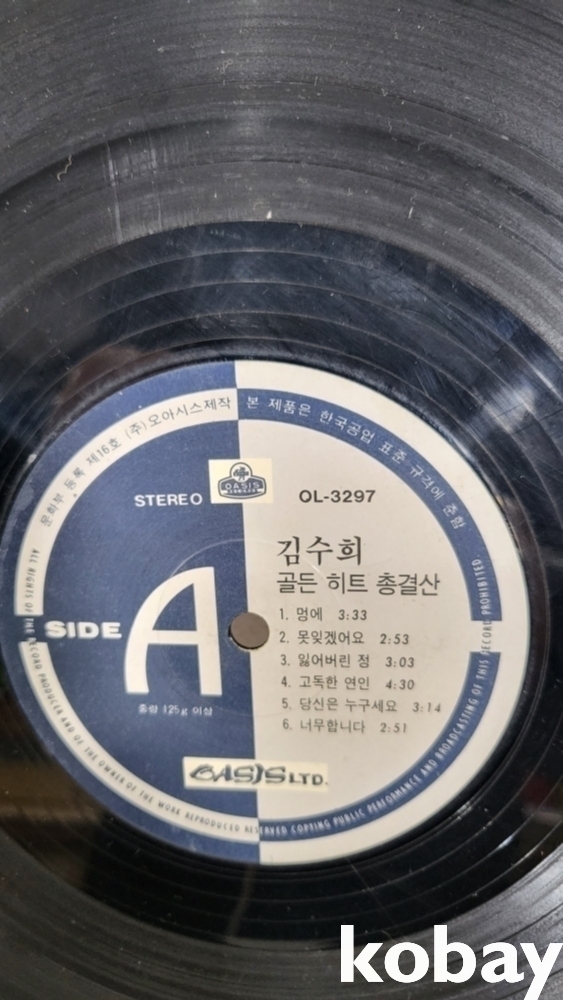 문화부 등록 제16호 (주)오아시스제작 본 제품은 한국공업 표준 규격에 준함
STEREO
OASIS
RECORDS
OL-3297
김수희
골든 히트 총결산
SIDE A
1. 멍에 3:33
2. 못잊겠어요 2:53
3. 잃어버린 정 3:03
4. 고독한 연인 4:30
5. 당신은 누구세요 3:14
6. 너무합니다 2:51
중량 125g 이상
OASIS LTD.
ALL RIGHTS OF THE RECORD PRODUCER AND OF THE OWNER OF THE WORK REPRODUCED RESERVED COPTING PUBLIC PERFORMANCE AND BROADCASTING OF THIS RECORD PROHIBITED
kobay